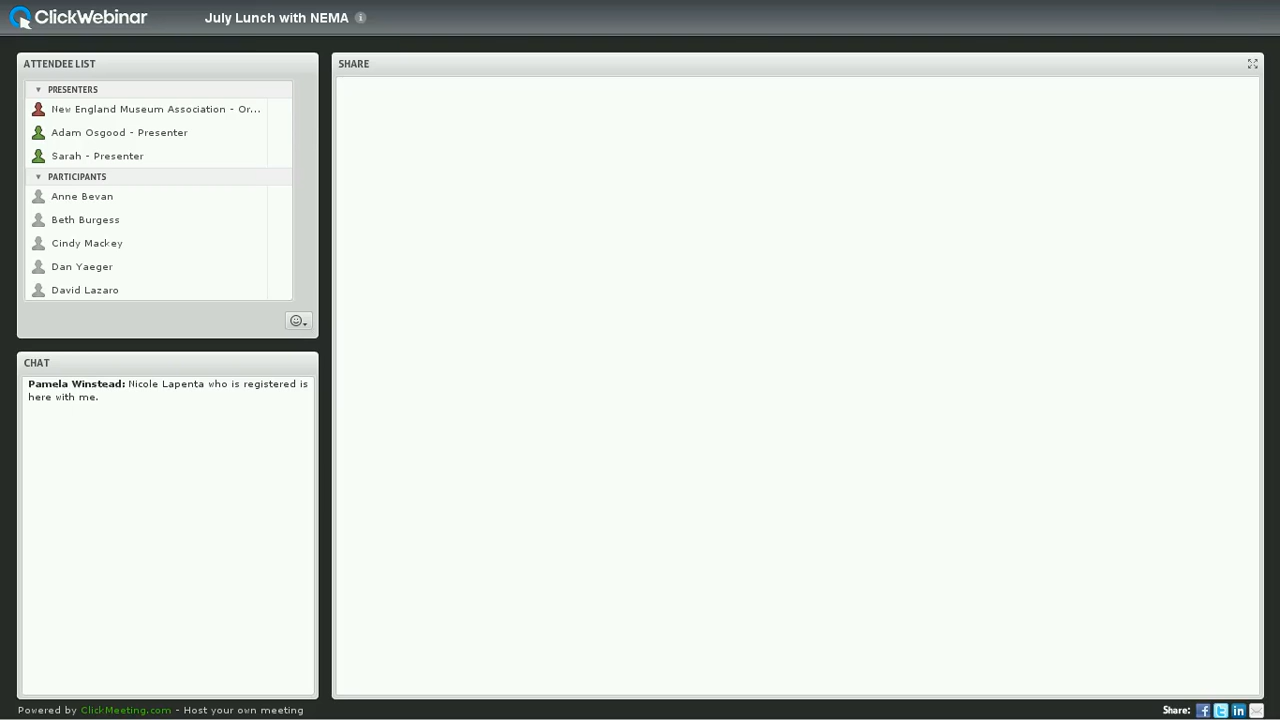 ClickWebinar
July Lunch with NEMA
ATTENDEE LIST
PRESENTERS
New England Museum Association - Or...
Adam Osgood - Presenter
Sarah - Presenter
PARTICIPANTS
Anne Bevan
Beth Burgess
Cindy Mackey
Dan Yaeger
David Lazaro
CHAT
Pamela Winstead: Nicole Lapenta who is registered is
here with me.
SHARE
Powered by ClickMeeting.com - Host your own meeting
Share: